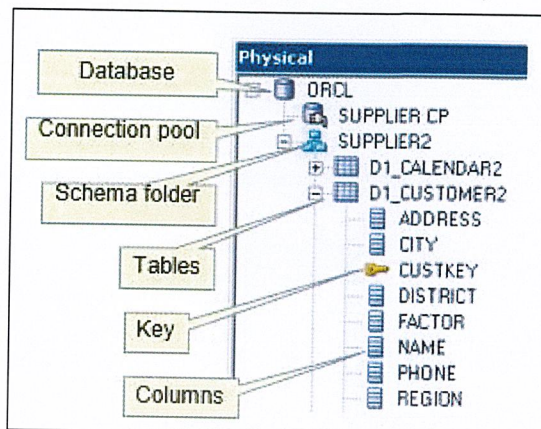 Physical
Database
ORCL
Connection pool
SUPPLIER CP
SUPPLIER2
Schema folder
D1_CALENDAR2
D1_CUSTOMER2
Tables
ADDRESS
CITY
CUSTKEY
Key
DISTRICT
FACTOR
NAME
Columns
PHONE
REGION